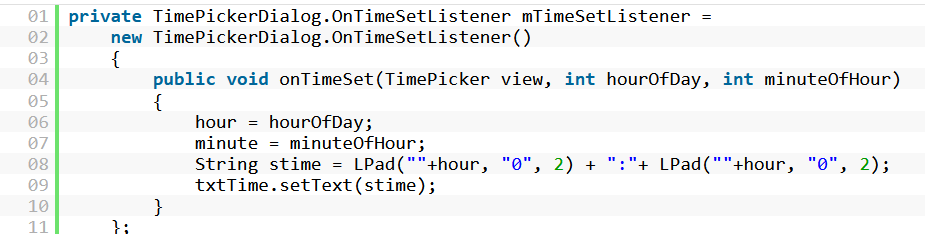 01 private TimePickerDialog.OnTimeSetListener mTimeSetListener =
02 new TimePickerDialog.OnTimeSetListener()
03 {
04 public void onTimeSet(TimePicker view, int hourOfDay, int minuteOfHour)
05 {
06 hour = hourOfDay;
07 minute = minuteOfHour;
08 String stime = LPad(""+hour, "0", 2) + ":"+ LPad(""+hour, "0", 2);
09 txtTime.setText(stime);
10 }
11 };